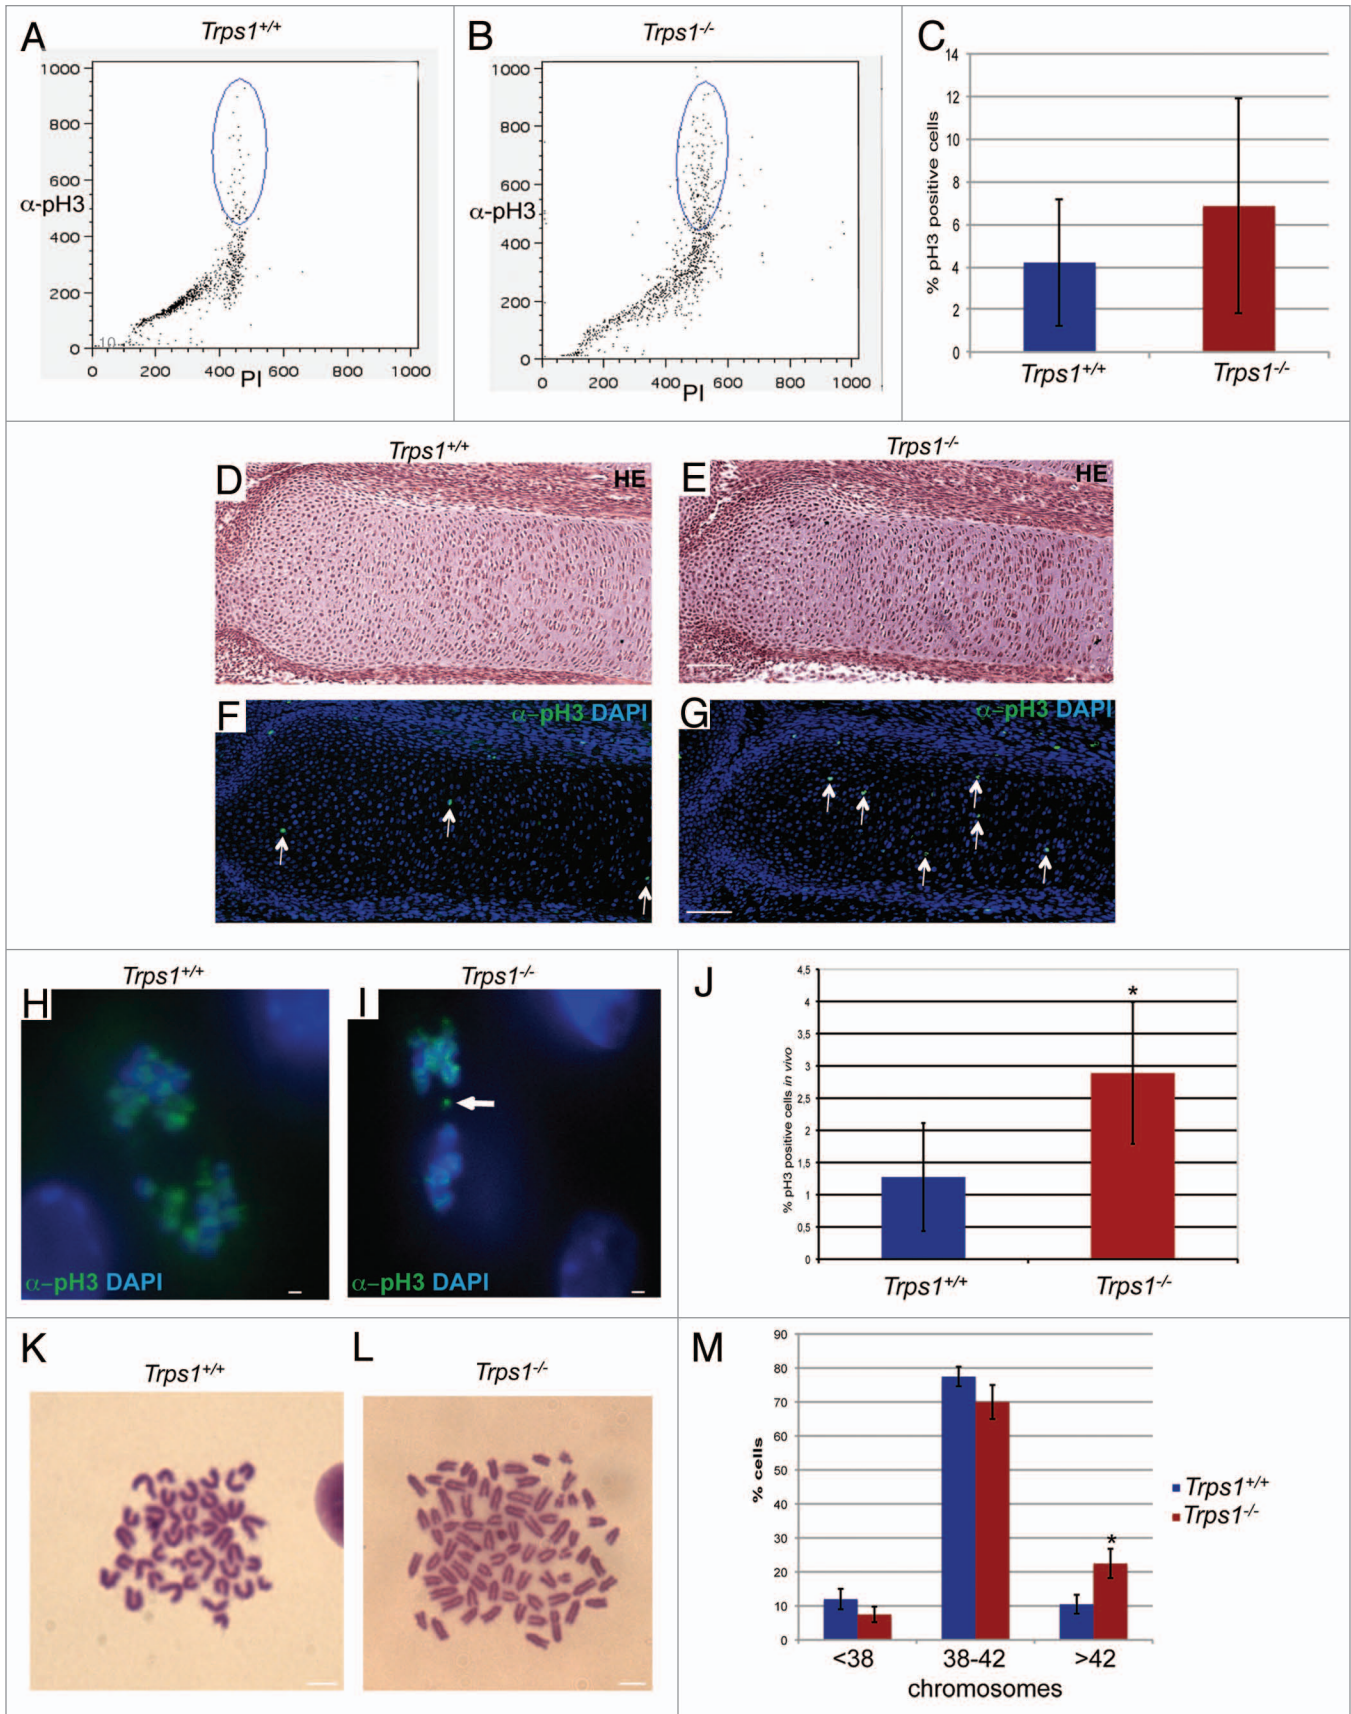 A
Trps1+/+
1000
800
600
α-pH3
400
200
0
10
0 200 400 600 800 1000
PI
B
Trps1-/-
1000
800
600
α-pH3
400
200
0
0 200 400 600 800 1000
PI
C
14
12
10
8
6
4
2
0
% pH3 positive cells
Trps1+/+ Trps1-/-
Trps1+/+ Trps1-/-
D HE
E HE
F α-pH3 DAPI
G α-pH3 DAPI
Trps1+/+
H
α-pH3 DAPI
Trps1-/-
I
α-pH3 DAPI
J
4,5
4
3,5
3
2,5
2
1,5
1
0,5
0
% pH3 positive cells in vivo
*
Trps1+/+ Trps1-/-
K
Trps1+/+
L
Trps1-/-
M
90
80
70
60
50
40
30
20
10
0
% cells
*
<38 38-42 >42
chromosomes
Trps1+/+
Trps1-/-